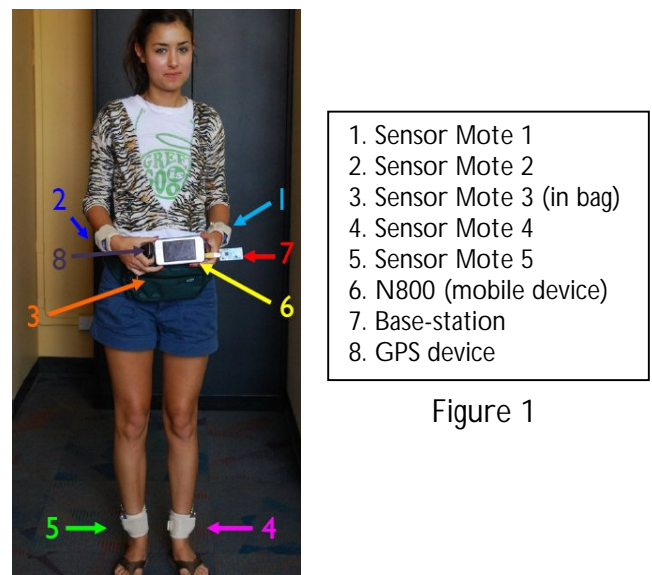 GREEN
2
1
8
7
3
6
5
4
1. Sensor Mote 1
2. Sensor Mote 2
3. Sensor Mote 3 (in bag)
4. Sensor Mote 4
5. Sensor Mote 5
6. N800 (mobile device)
7. Base-station
8. GPS device
Figure 1